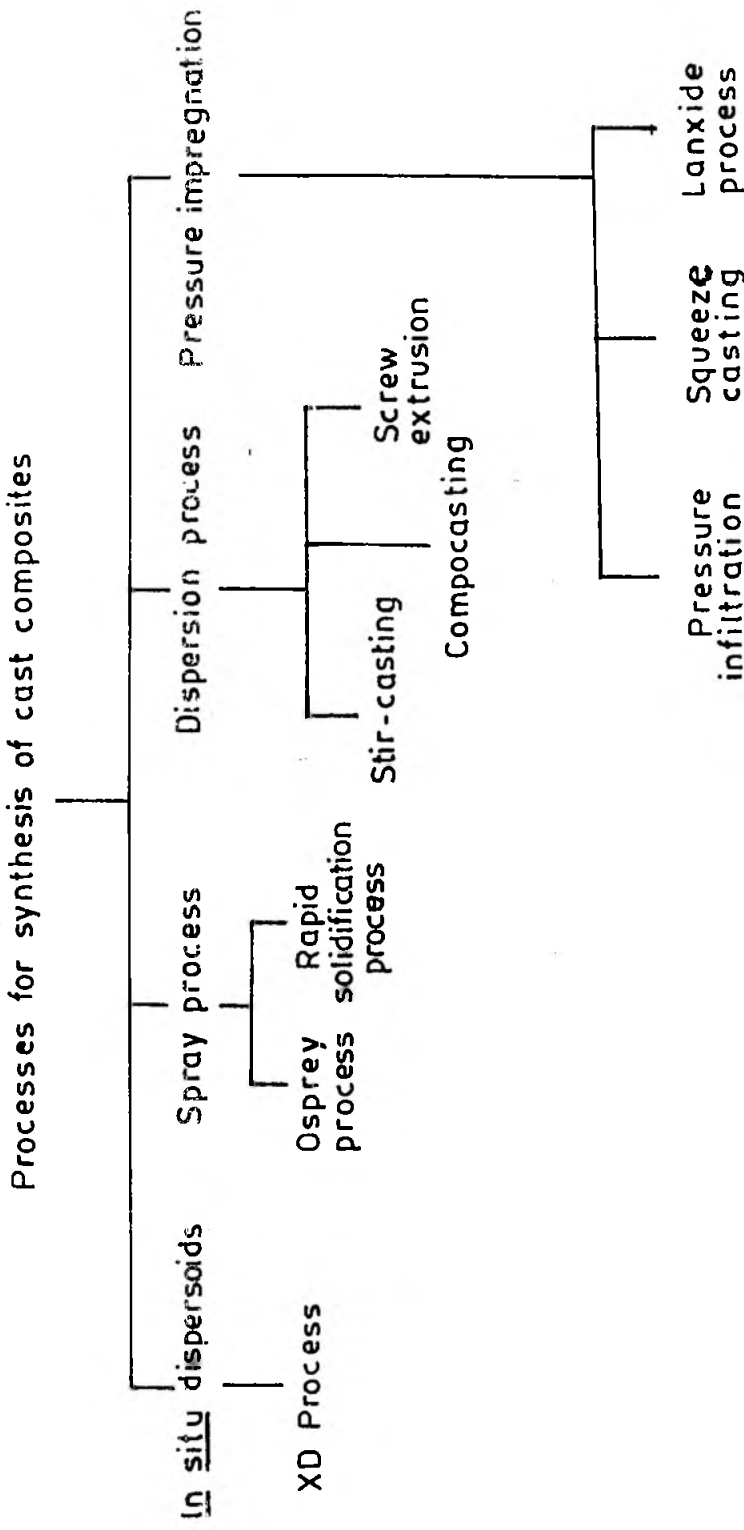 Processes for synthesis of cast composites
In situ dispersoids
Spray process
Dispersion process
Pressure impregnation
XD Process
Osprey
process
Rapid
solidification
process
Stir-casting
Compocasting
Screw
extrusion
Pressure
infiltration
Squeeze
casting
Lanxide
process